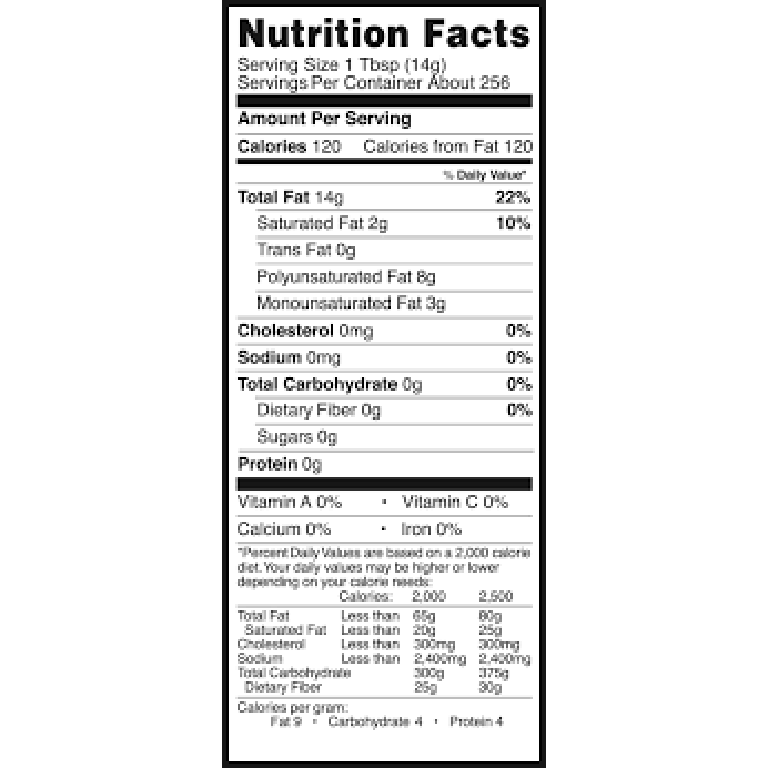 Nutrition Facts
Serving Size 1 Tbsp (14g)
Servings Per Container About 256
Amount Per Serving
Calories 120 Calories from Fat 120
% Daily Value*
Total Fat 14g 22%
Saturated Fat 2g 10%
Trans Fat 0g
Polyunsaturated Fat 8g
Monounsaturated Fat 3g
Cholesterol 0mg 0%
Sodium 0mg 0%
Total Carbohydrate 0g 0%
Dietary Fiber 0g 0%
Sugars 0g
Protein 0g
Vitamin A 0% • Vitamin C 0%
Calcium 0% • Iron 0%
*Percent Daily Values are based on a 2,000 calorie
diet. Your daily values may be higher or lower
depending on your calorie needs:
Calories: 2,000 2,500
Total Fat Less than 65g 80g
Saturated Fat Less than 20g 25g
Cholesterol Less than 300mg 300mg
Sodium Less than 2,400mg 2,400mg
Total Carbohydrate 300g 375g
Dietary Fiber 25g 30g
Calories per gram:
Fat 9 • Carbohydrate 4 • Protein 4